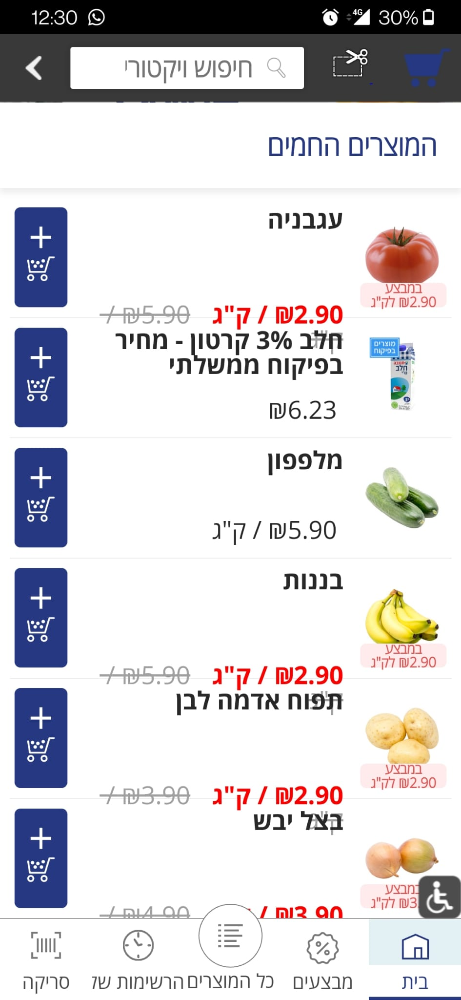 12:30
4G 30%
חיפוש ויקטורי
המוצרים החמים
עגבניה
במבצע
₪2.90 לק"ג
₪2.90 / ק"ג ₪5.90 /
ק"ג
חלב 3% קרטון - מחיר
בפיקוח ממשלתי
מוצרים
בפיקוח
תנובה
חלב
טרי
3%
₪6.23
מלפפון
₪5.90 / ק"ג
בננות
במבצע
₪2.90 לק"ג
₪2.90 / ק"ג ₪5.90 /
ק"ג
תפוח אדמה לבן
במבצע
₪2.90 לק"ג
₪2.90 / ק"ג ₪3.90 /
ק"ג
בצל יבש
במבצע
₪3. לק"ג
₪3.90 / ₪4.90 /
בית
מבצעים
כל המוצרים
הרשימות של
סריקה